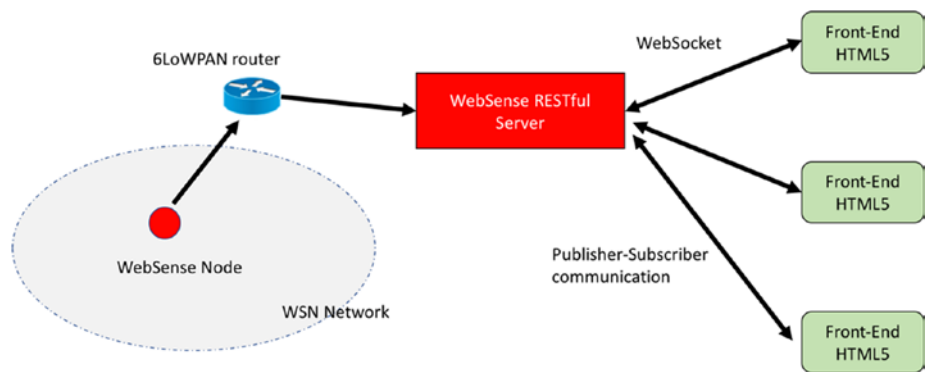 6LoWPAN router
WebSense Node
WSN Network
WebSense RESTful
Server
WebSocket
Publisher-Subscriber
communication
Front-End
HTML5
Front-End
HTML5
Front-End
HTML5